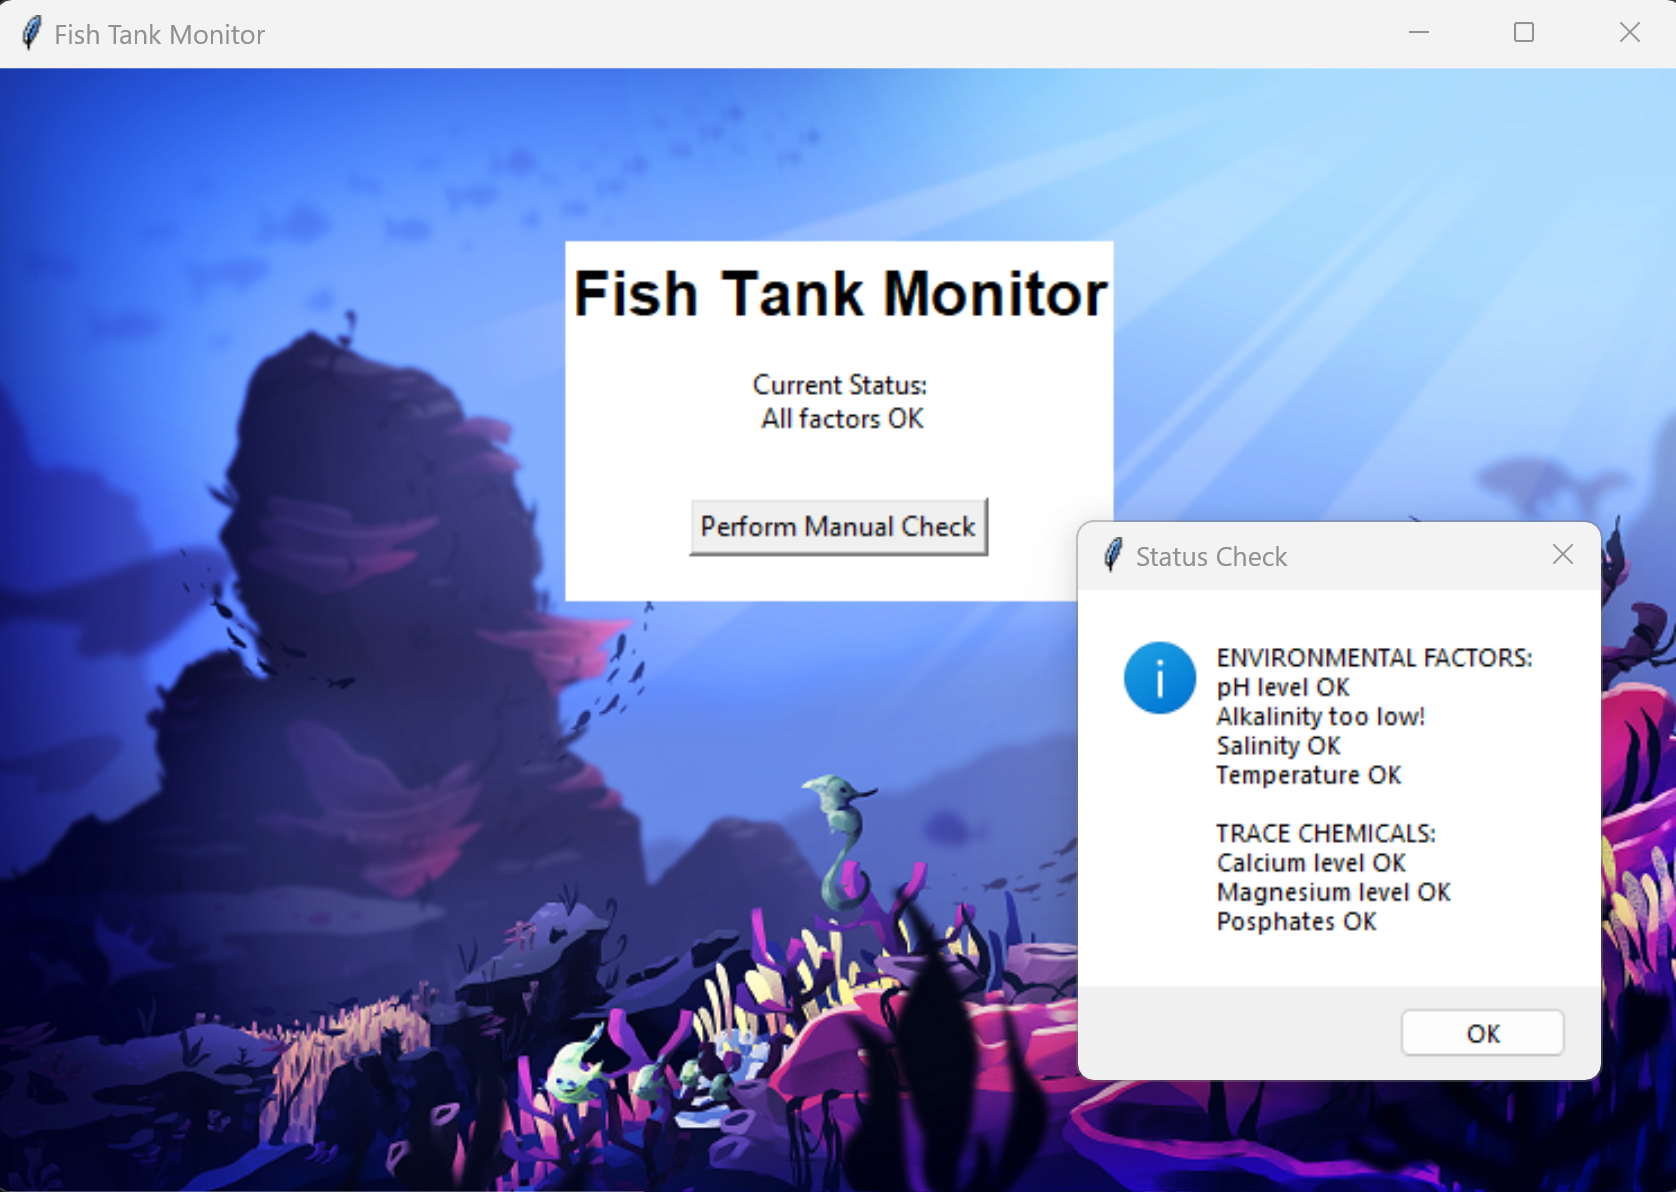 Fish Tank Monitor
Fish Tank Monitor
Current Status:
All factors OK
Perform Manual Check
Status Check
ENVIRONMENTAL FACTORS:
pH level OK
Alkalinity too low!
Salinity OK
Temperature OK
TRACE CHEMICALS:
Calcium level OK
Magnesium level OK
Posphates OK
OK